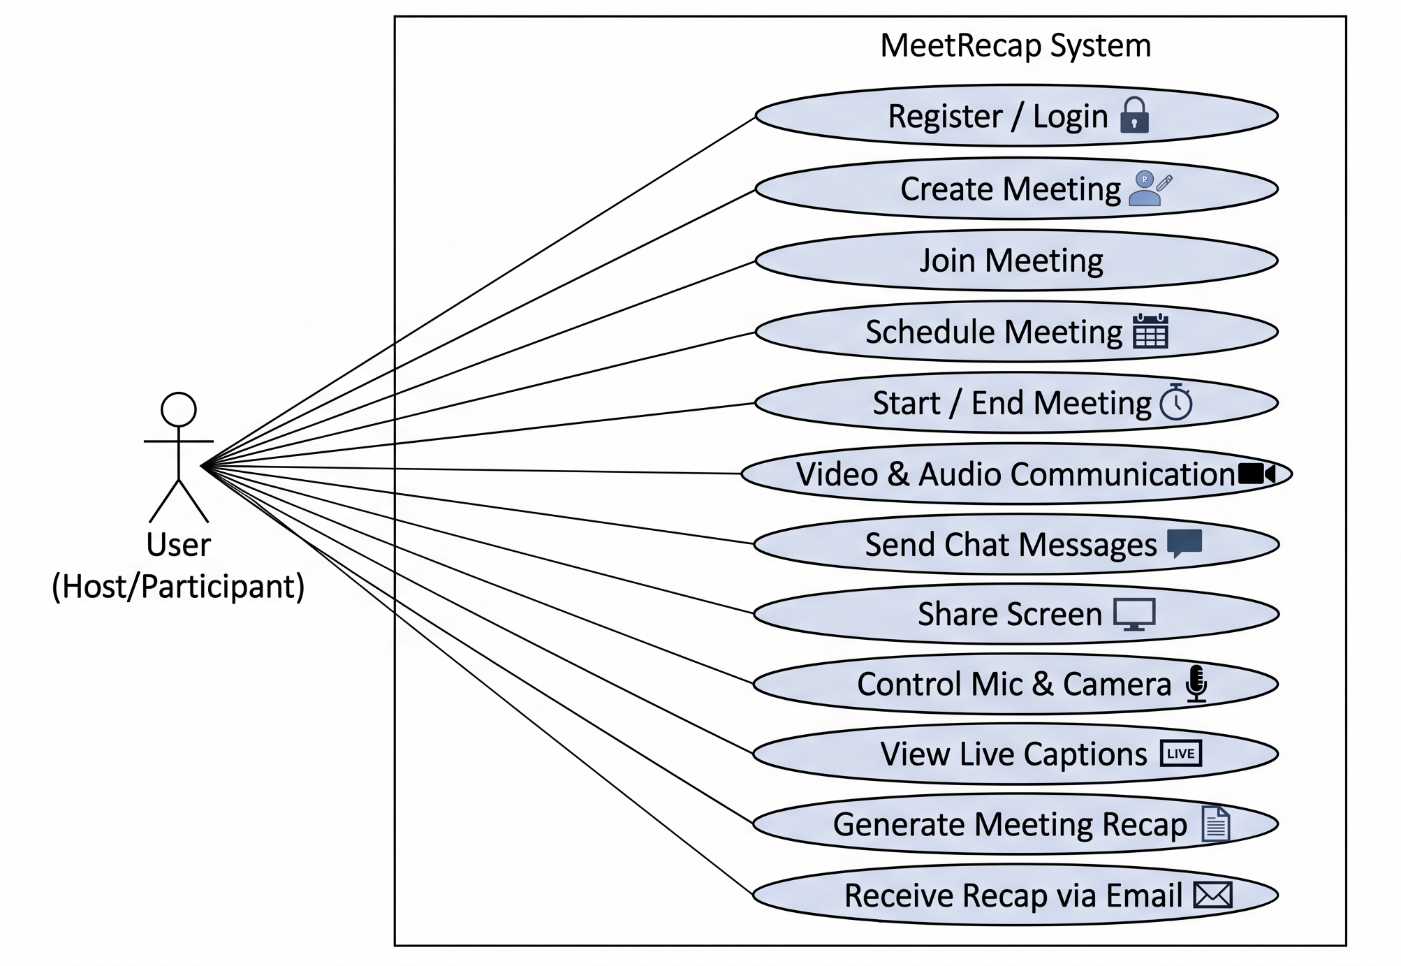 MeetRecap System
Register / Login
Create Meeting
Join Meeting
Schedule Meeting
Start / End Meeting
Video & Audio Communication
Send Chat Messages
Share Screen
Control Mic & Camera
View Live Captions LIVE
Generate Meeting Recap
Receive Recap via Email
User
(Host/Participant)